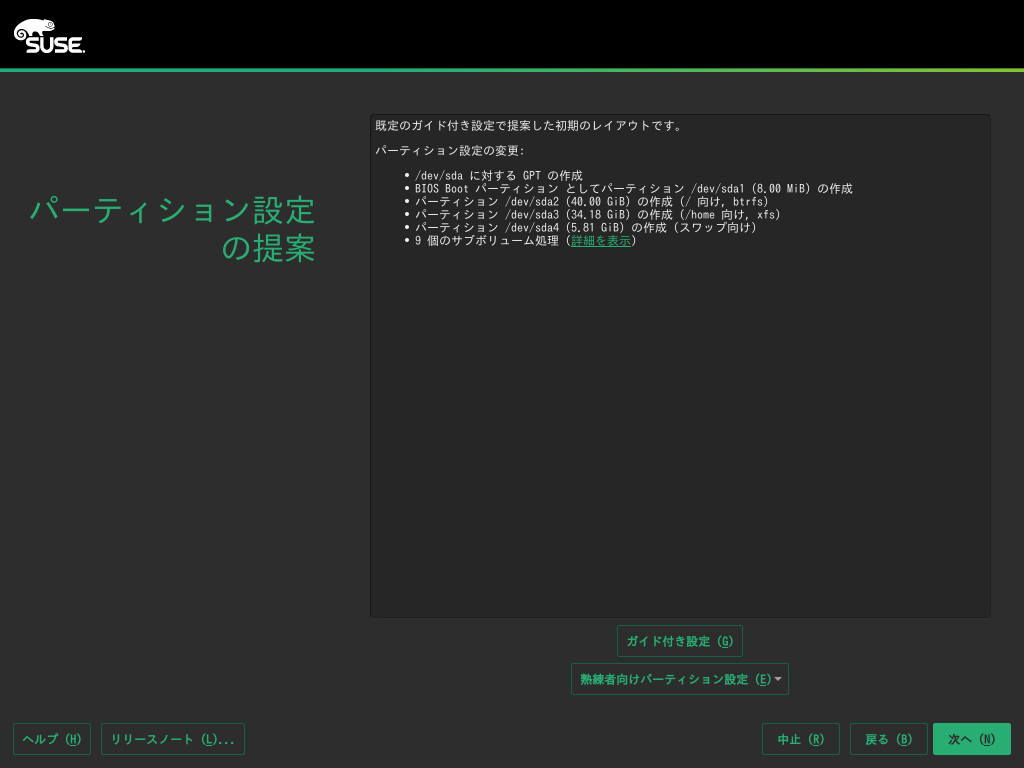 SUSE.
パーティション設定
の提案
既定のガイド付き設定で提案した初期のレイアウトです。
パーティション設定の変更:
• /dev/sda に対する GPT の作成
• BIOS Boot パーティション としてパーティション /dev/sda1 (8.00 MiB) の作成
• パーティション /dev/sda2 (40.00 GiB) の作成 (/ 向け, btrfs)
• パーティション /dev/sda3 (34.18 GiB) の作成 (/home 向け, xfs)
• パーティション /dev/sda4 (5.81 GiB) の作成 (スワップ向け)
• 9 個のサブボリューム処理 (詳細を表示)
ガイド付き設定 (G)
熟練者向けパーティション設定 (E)
ヘルプ (H) リリースノート (L)... 中止 (R) 戻る (B) 次へ (N)